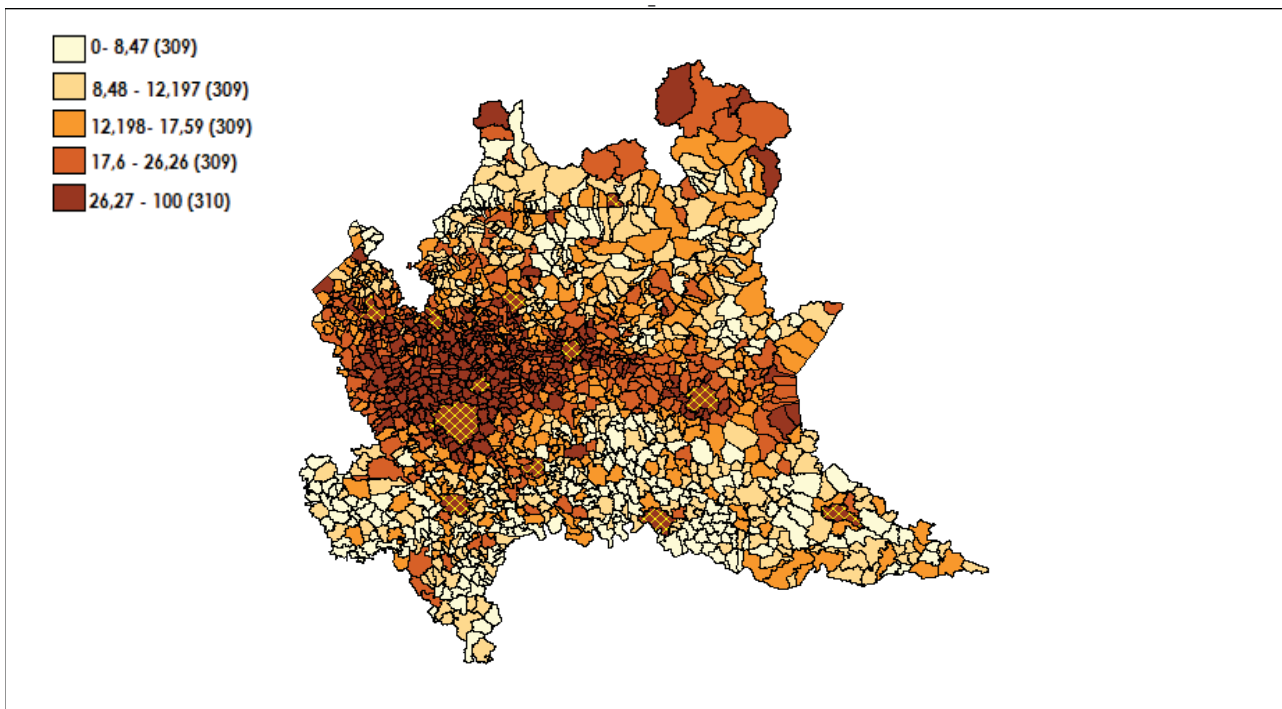 0- 8,47 (309)
8,48 - 12,197 (309)
12,198- 17,59 (309)
17,6 - 26,26 (309)
26,27 - 100 (310)